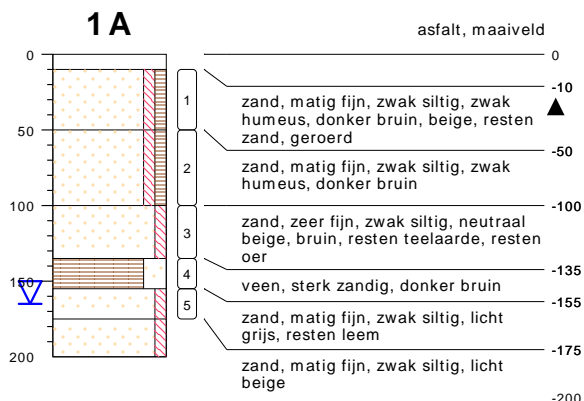 1 A
asfalt, maaiveld
0
0
-10
1
zand, matig fijn, zwak siltig, zwak
humeus, donker bruin, beige, resten
zand, geroerd
50
-50
2
zand, matig fijn, zwak siltig, zwak
humeus, donker bruin
100
-100
3
zand, zeer fijn, zwak siltig, neutraal
beige, bruin, resten teelaarde, resten
oer
-135
4
veen, sterk zandig, donker bruin
150
-155
5
zand, matig fijn, zwak siltig, licht
grijs, resten leem
-175
200
zand, matig fijn, zwak siltig, licht
beige
-200